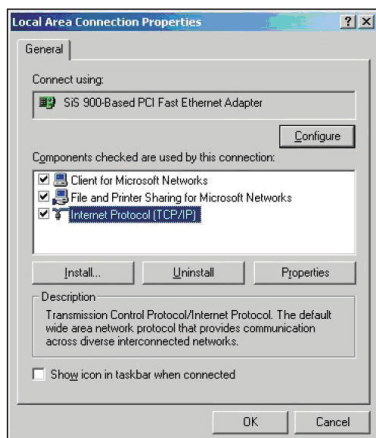 Local Area Connection Properties
General
Connect using:
SiS 900-Based PCI Fast Ethernet Adapter
Configure
Components checked are used by this connection:
Client for Microsoft Networks
File and Printer Sharing for Microsoft Networks
Internet Protocol (TCP/IP)
Install...
Uninstall
Properties
Description
Transmission Control Protocol/Internet Protocol. The default
wide area network protocol that provides communication
across diverse interconnected networks.
Show icon in taskbar when connected
OK
Cancel